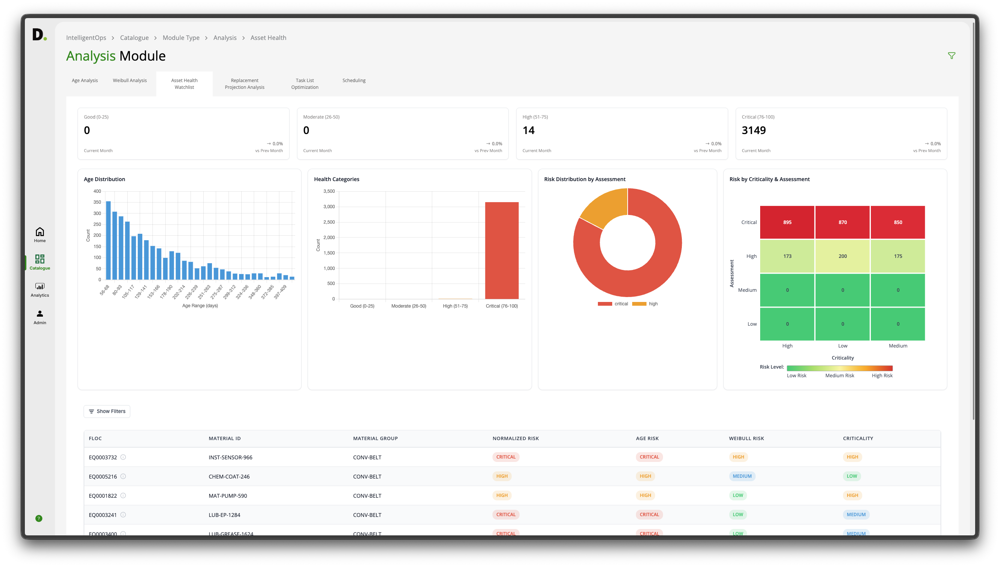 D.
IntelligentOps > Catalogue > Module Type > Analysis > Asset Health
Analysis Module
Age Analysis
Weibull Analysis
Asset Health
Watchlist
Replacement
Projection Analysis
Task List
Optimization
Scheduling
Good (0-25)
0
→ 0.0%
Current Month
vs Prev Month
Moderate (26-50)
0
→ 0.0%
Current Month
vs Prev Month
High (51-75)
14
→ 0.0%
Current Month
vs Prev Month
Critical (76-100)
3149
→ 0.0%
Current Month
vs Prev Month
Age Distribution
400
350
300
250
200
150
100
50
0
Count
56-68
80-93
105-117
129-141
153-166
178-190
202-214
226-239
251-263
275-287
299-312
324-336
348-360
372-385
397-409
Age Range (days)
Health Categories
3,500
3,000
2,500
2,000
1,500
1,000
500
0
Count
Good (0-25)
Moderate (26-50)
High (51-75)
Critical (76-100)
Risk Distribution by Assessment
critical
high
Risk by Criticality & Assessment
Assessment
Critical 895 870 850
High 173 200 175
Medium 0 0 0
Low 0 0 0
High Low Medium
Criticality
Risk Level:
Low Risk Medium Risk High Risk
Home
Catalogue
Analytics
Admin
?
Show Filters
FLOC MATERIAL ID MATERIAL GROUP NORMALIZED RISK AGE RISK WEIBULL RISK CRITICALITY
EQ0003732 INST-SENSOR-966 CONV-BELT CRITICAL CRITICAL HIGH HIGH
EQ0005216 CHEM-COAT-246 CONV-BELT HIGH HIGH MEDIUM LOW
EQ0001822 MAT-PUMP-590 CONV-BELT HIGH HIGH LOW HIGH
EQ0003241 LUB-EP-1284 CONV-BELT CRITICAL CRITICAL LOW MEDIUM
EQ0003400 LUB-GREASE-1624 CONV-BELT CRITICAL CRITICAL LOW MEDIUM